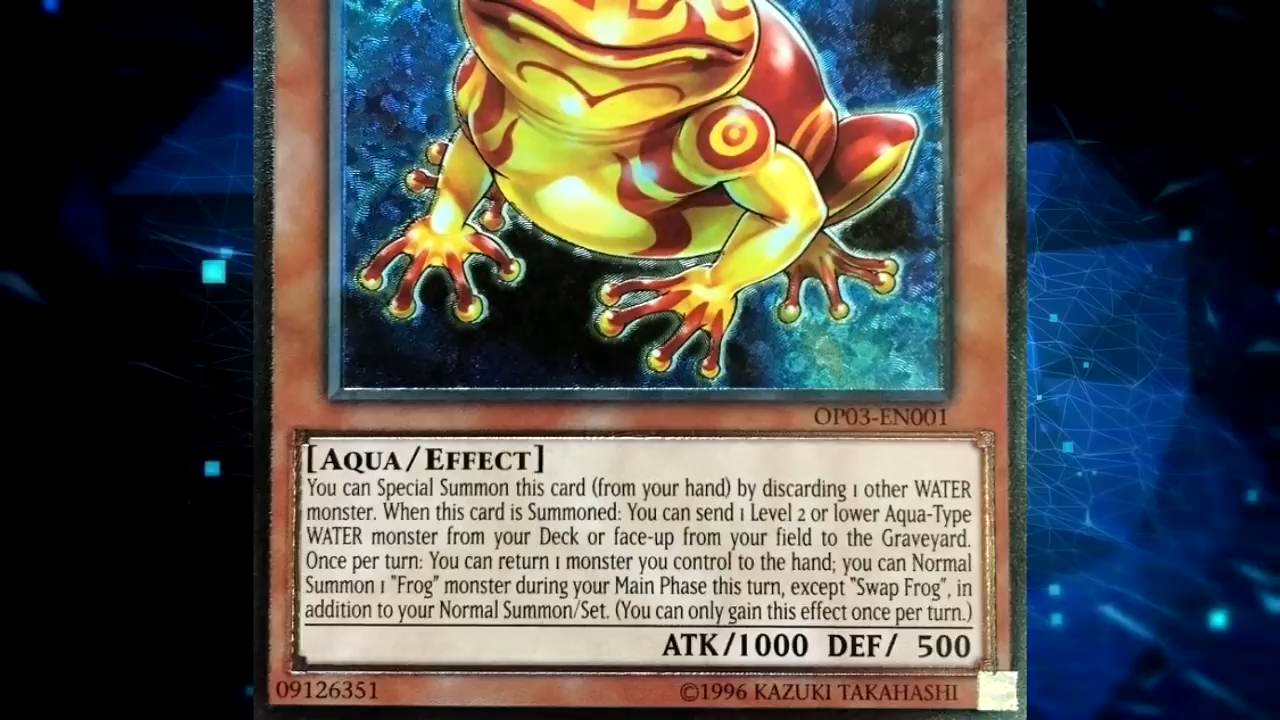 OP03-EN001
[AQUA/EFFECT]
You can Special Summon this card (from your hand) by discarding 1 other WATER
monster. When this card is Summoned: You can send 1 Level 2 or lower Aqua-Type
WATER monster from your Deck or face-up from your field to the Graveyard.
Once per turn: You can return 1 monster you control to the hand; you can Normal
Summon 1 "Frog" monster during your Main Phase this turn, except "Swap Frog", in
addition to your Normal Summon/Set. (You can only gain this effect once per turn.)
ATK/1000 DEF/ 500
09126351 ©1996 KAZUKI TAKAHASHI